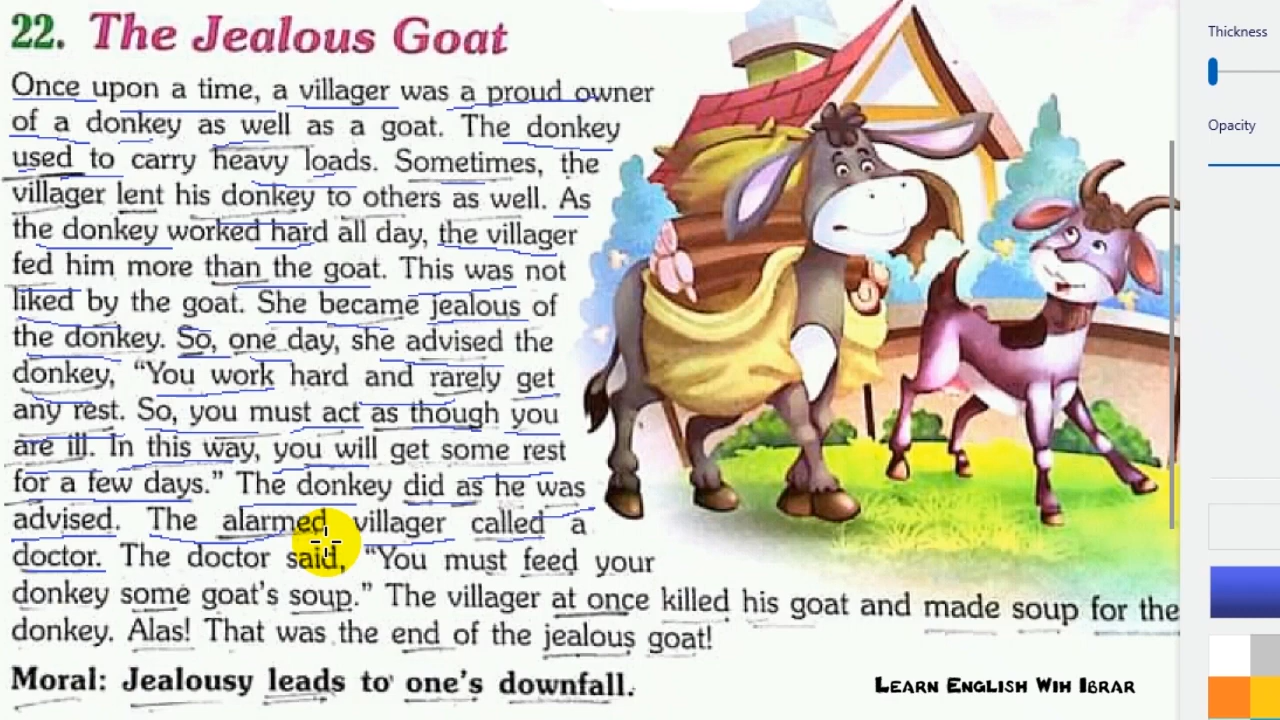 22. The Jealous Goat
Once upon a time, a villager was a proud owner
of a donkey as well as a goat. The donkey
used to carry heavy loads. Sometimes, the
villager lent his donkey to others as well. As
the donkey worked hard all day, the villager
fed him more than the goat. This was not
liked by the goat. She became jealous of
the donkey. So, one day, she advised the
donkey, “You work hard and rarely get
any rest. So, you must act as though you
are ill. In this way, you will get some rest
for a few days.” The donkey did as he was
advised. The alarmed villager called a
doctor. The doctor said, “You must feed your
donkey some goat's soup.” The villager at once killed his goat and made soup for the
donkey. Alas! That was the end of the jealous goat!
Moral: Jealousy leads to one's downfall.
Learn English Wih Ibrar
Thickness
Opacity